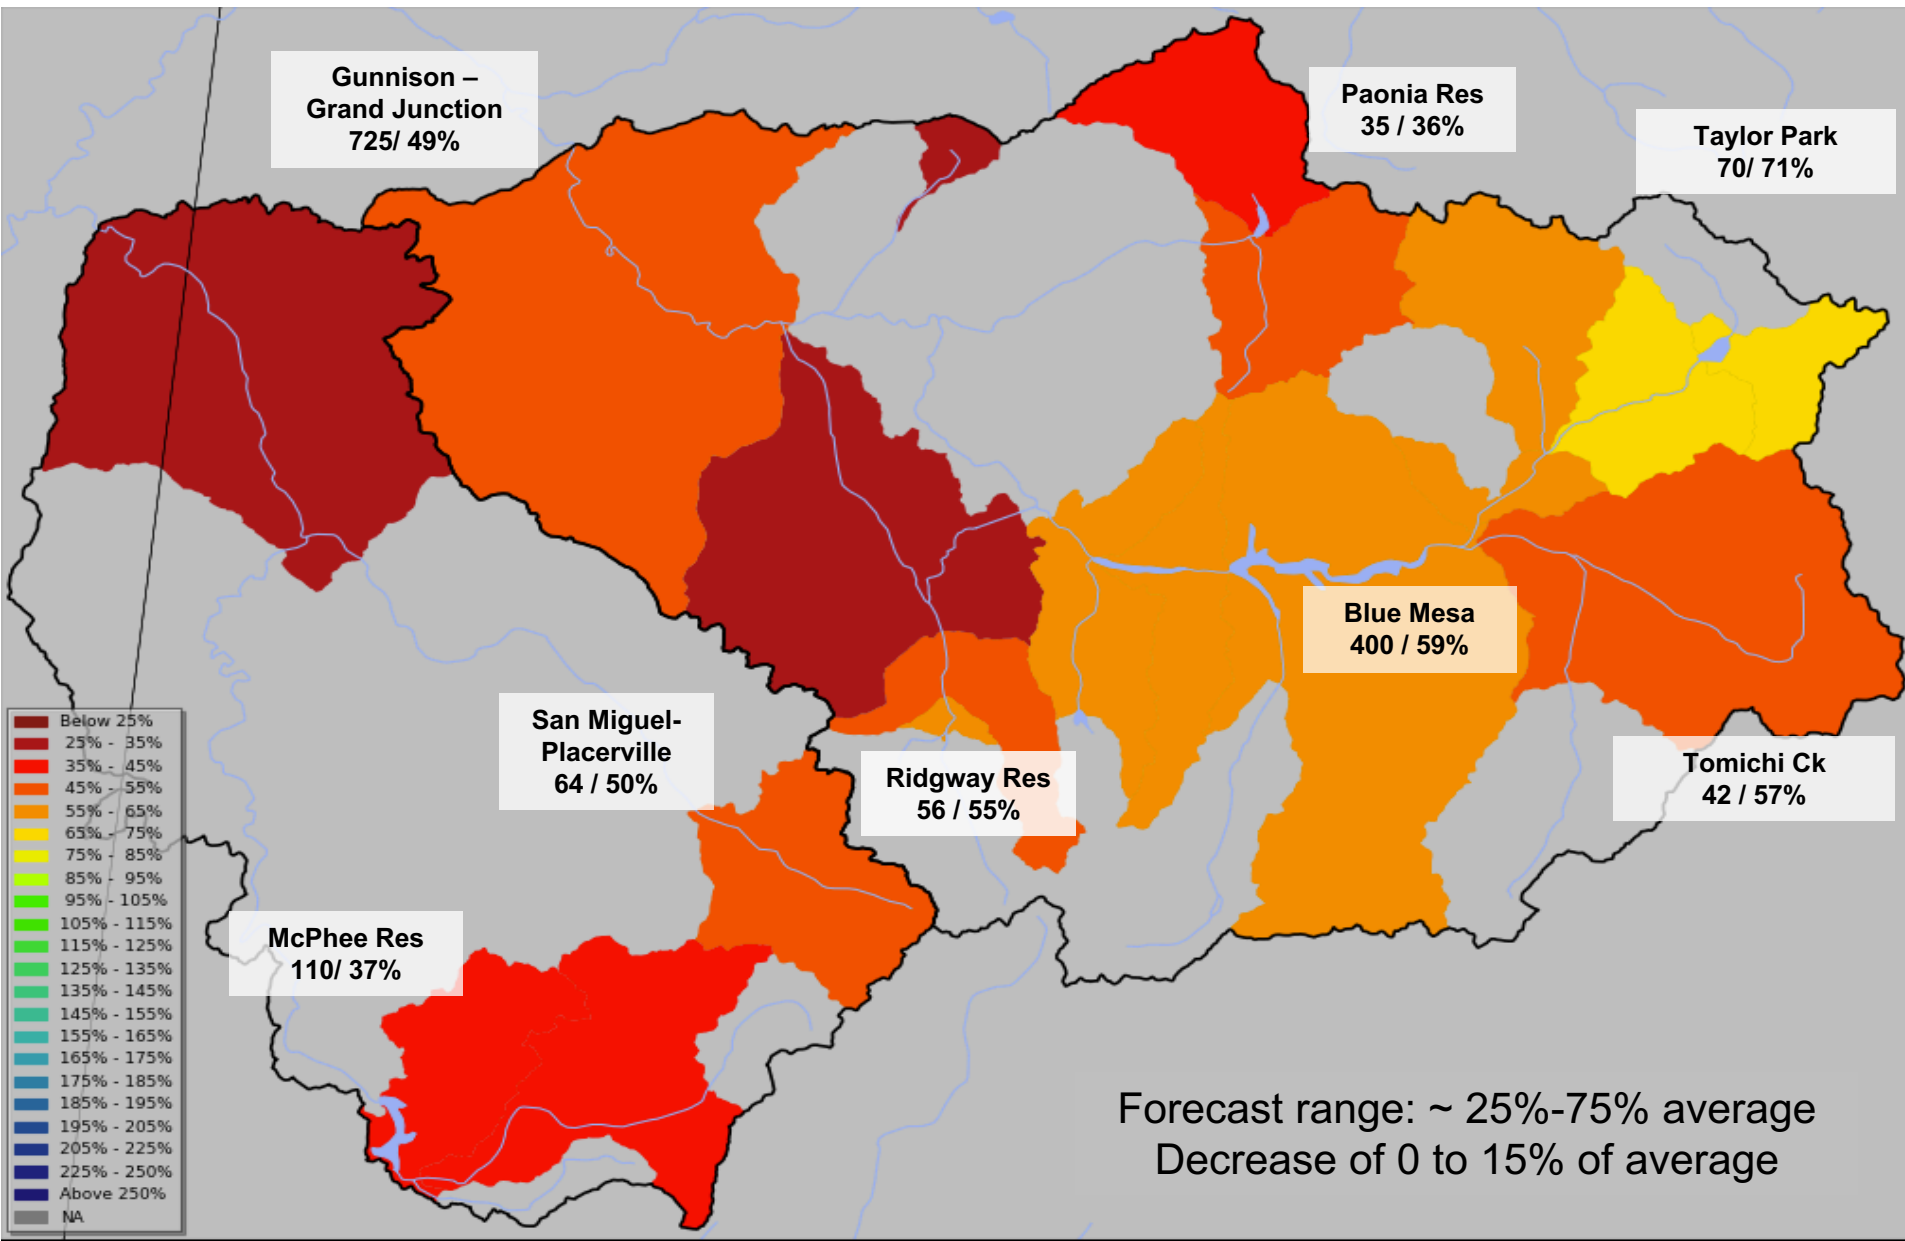 Gunnison –
Grand Junction
725/ 49%
Paonia Res
35 / 36%
Taylor Park
70/ 71%
Blue Mesa
400 / 59%
San Miguel-
Placerville
64 / 50%
Ridgway Res
56 / 55%
Tomichi Ck
42 / 57%
McPhee Res
110/ 37%
Below 25%
25% - 35%
35% - 45%
45% - 55%
55% - 65%
65% - 75%
75% - 85%
85% - 95%
95% - 105%
105% - 115%
115% - 125%
125% - 135%
135% - 145%
145% - 155%
155% - 165%
165% - 175%
175% - 185%
185% - 195%
195% - 205%
205% - 225%
225% - 250%
Above 250%
NA
Forecast range: ~ 25%-75% average
Decrease of 0 to 15% of average